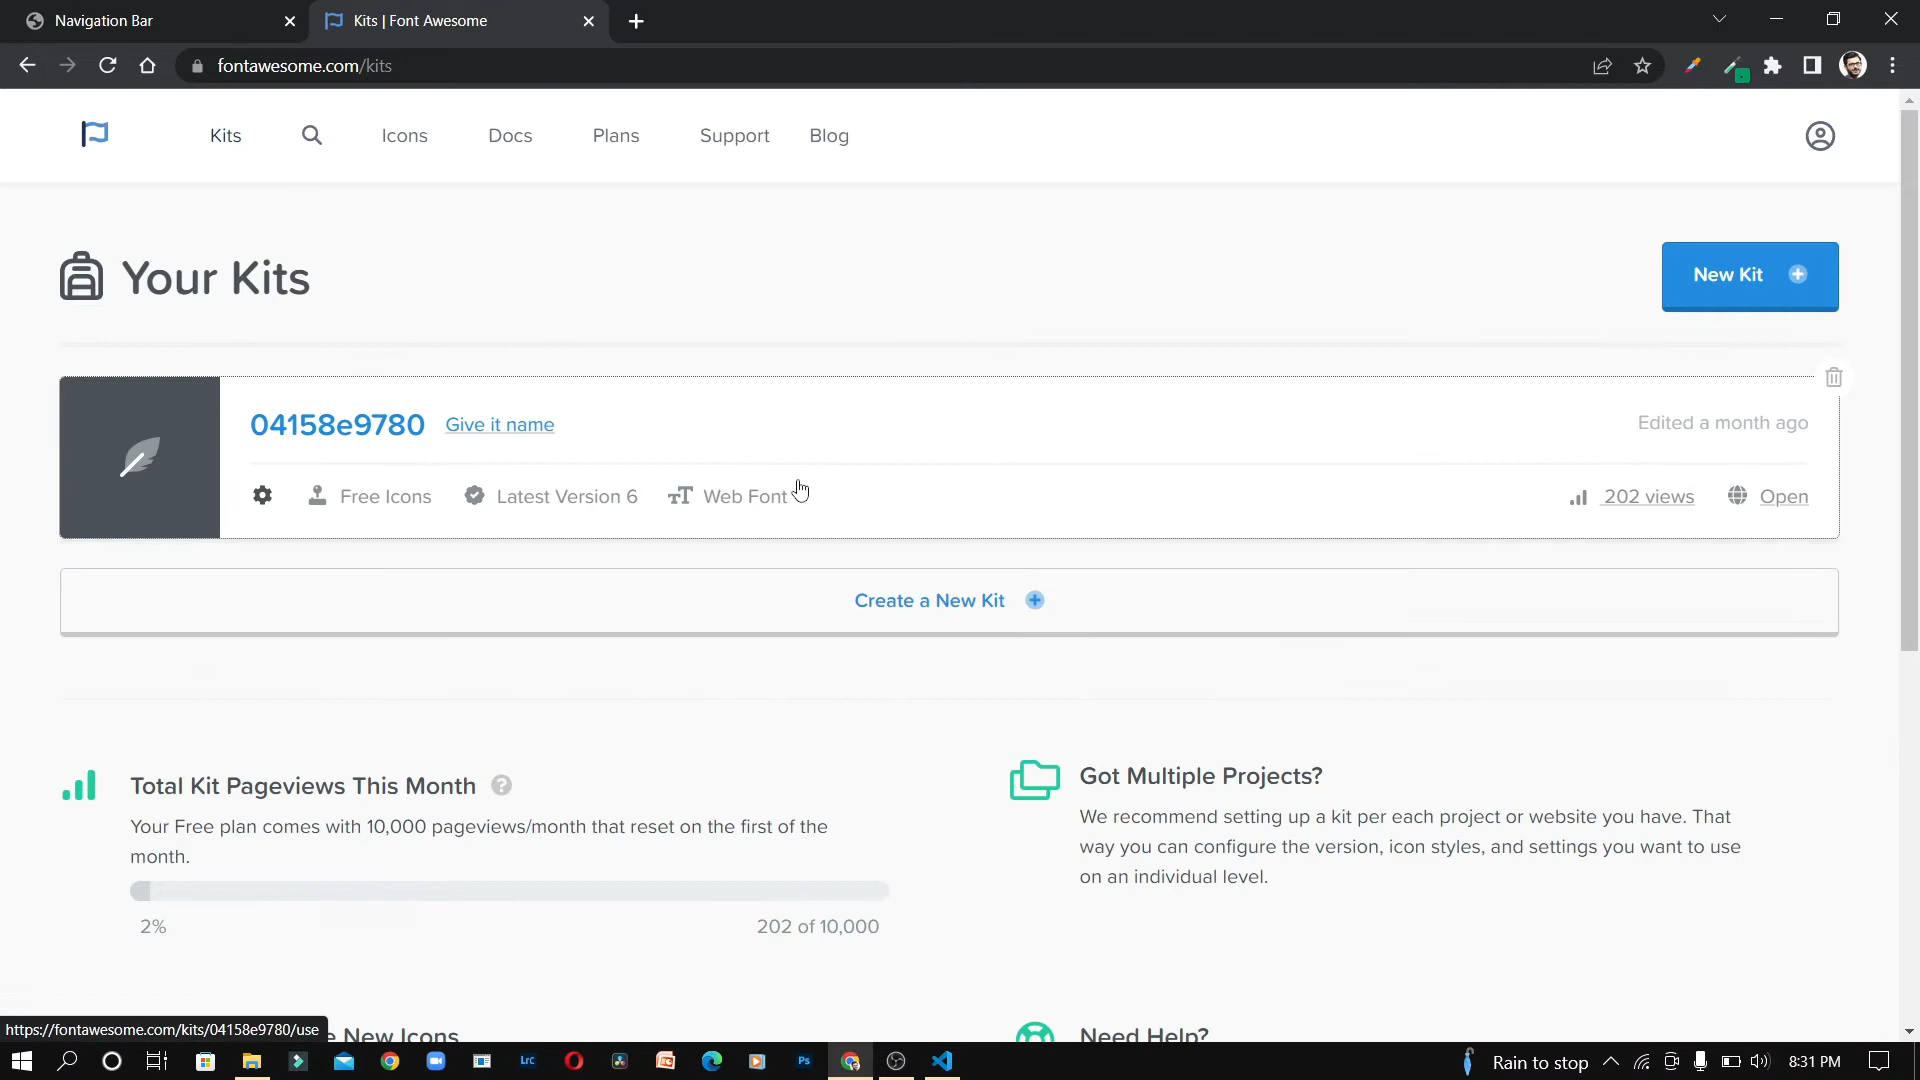 Navigation Bar
Kits | Font Awesome
fontawesome.com/kits
Kits
Icons
Docs
Plans
Support
Blog
Your Kits
New Kit
04158e9780
Give it name
Edited a month ago
Free Icons
Latest Version 6
Web Font
202 views
Open
Create a New Kit
Total Kit Pageviews This Month
Your Free plan comes with 10,000 pageviews/month that reset on the first of the
month.
2%
202 of 10,000
Got Multiple Projects?
We recommend setting up a kit per each project or website you have. That
way you can configure the version, icon styles, and settings you want to use
on an individual level.
https://fontawesome.com/kits/04158e9780/use
New Icons
Need Help?
Lrc
Ps
Rain to stop
8:31 PM